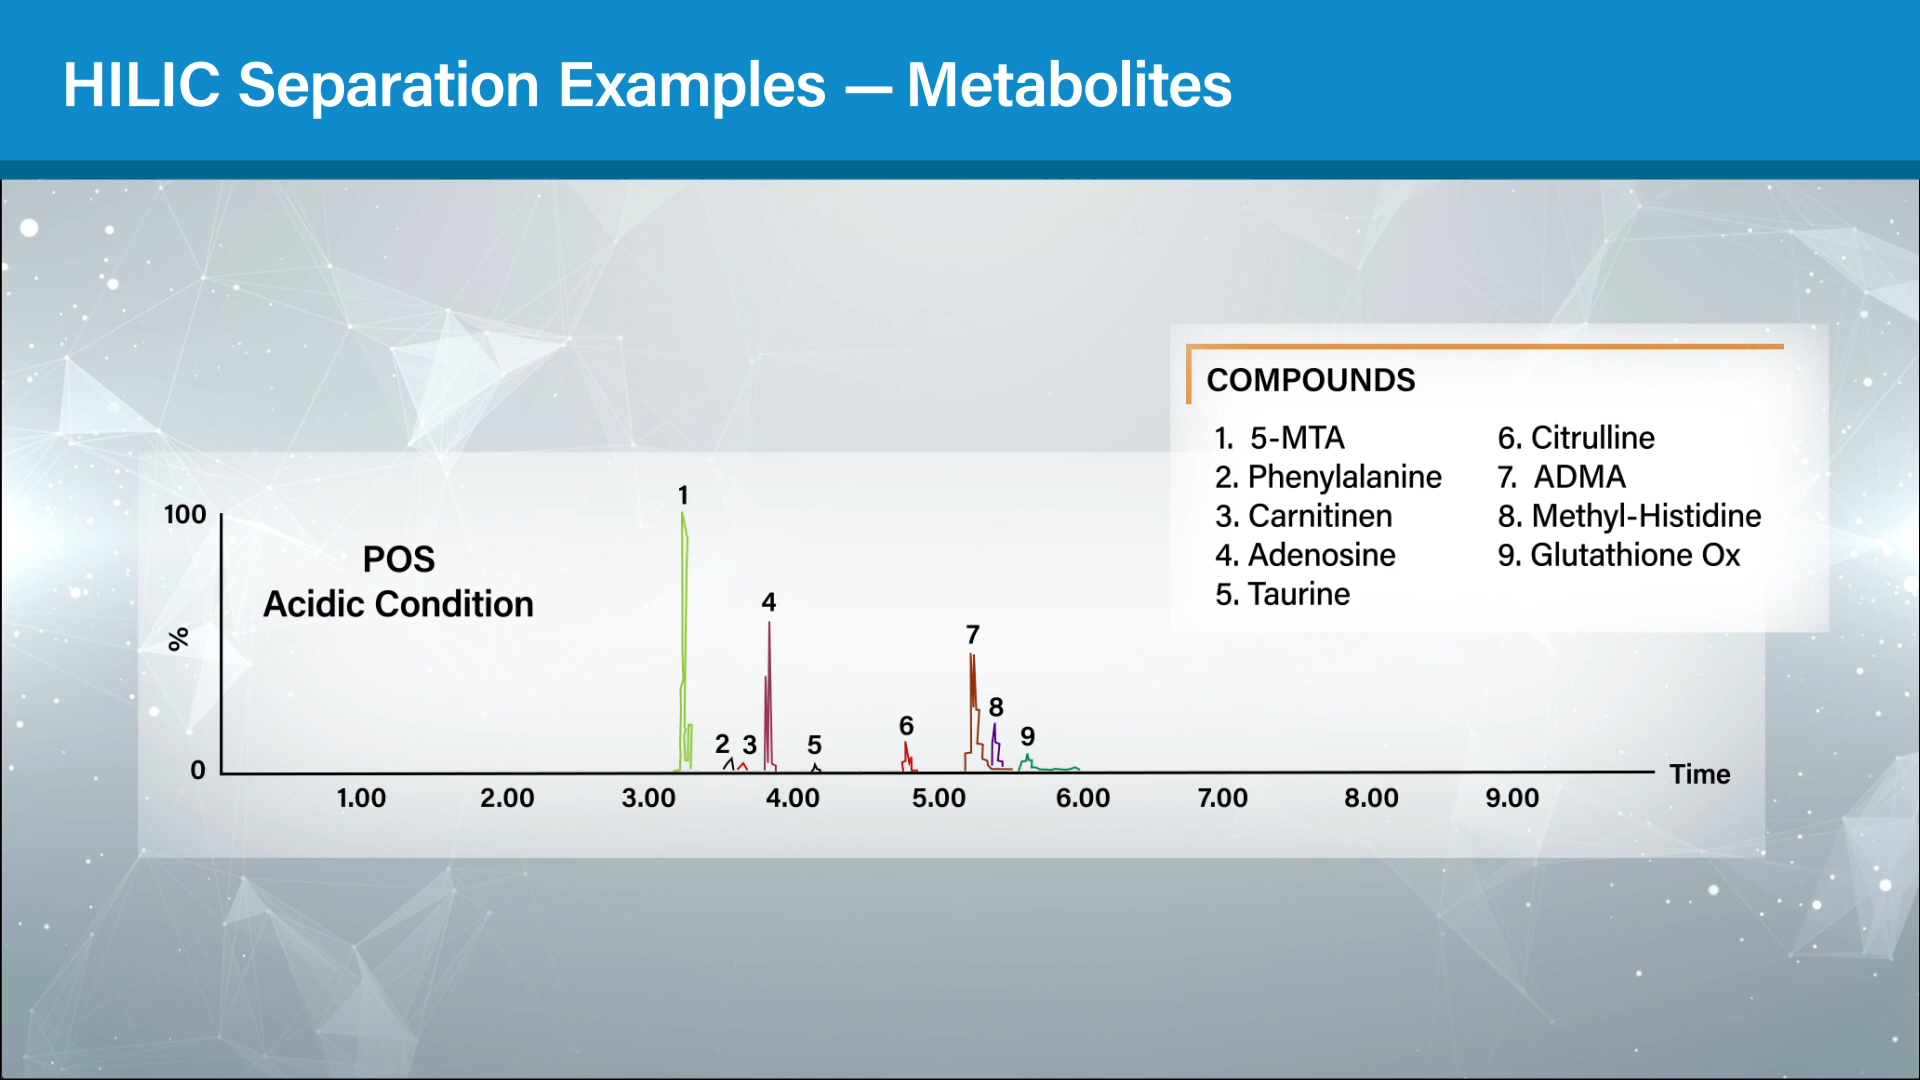 HILIC Separation Examples — Metabolites
COMPOUNDS
1. 5-MTA
2. Phenylalanine
3. Carnitinen
4. Adenosine
5. Taurine
6. Citrulline
7. ADMA
8. Methyl-Histidine
9. Glutathione Ox
POS
Acidic Condition
100
%
0
1
2
3
4
5
6
7
8
9
1.00 2.00 3.00 4.00 5.00 6.00 7.00 8.00 9.00
Time